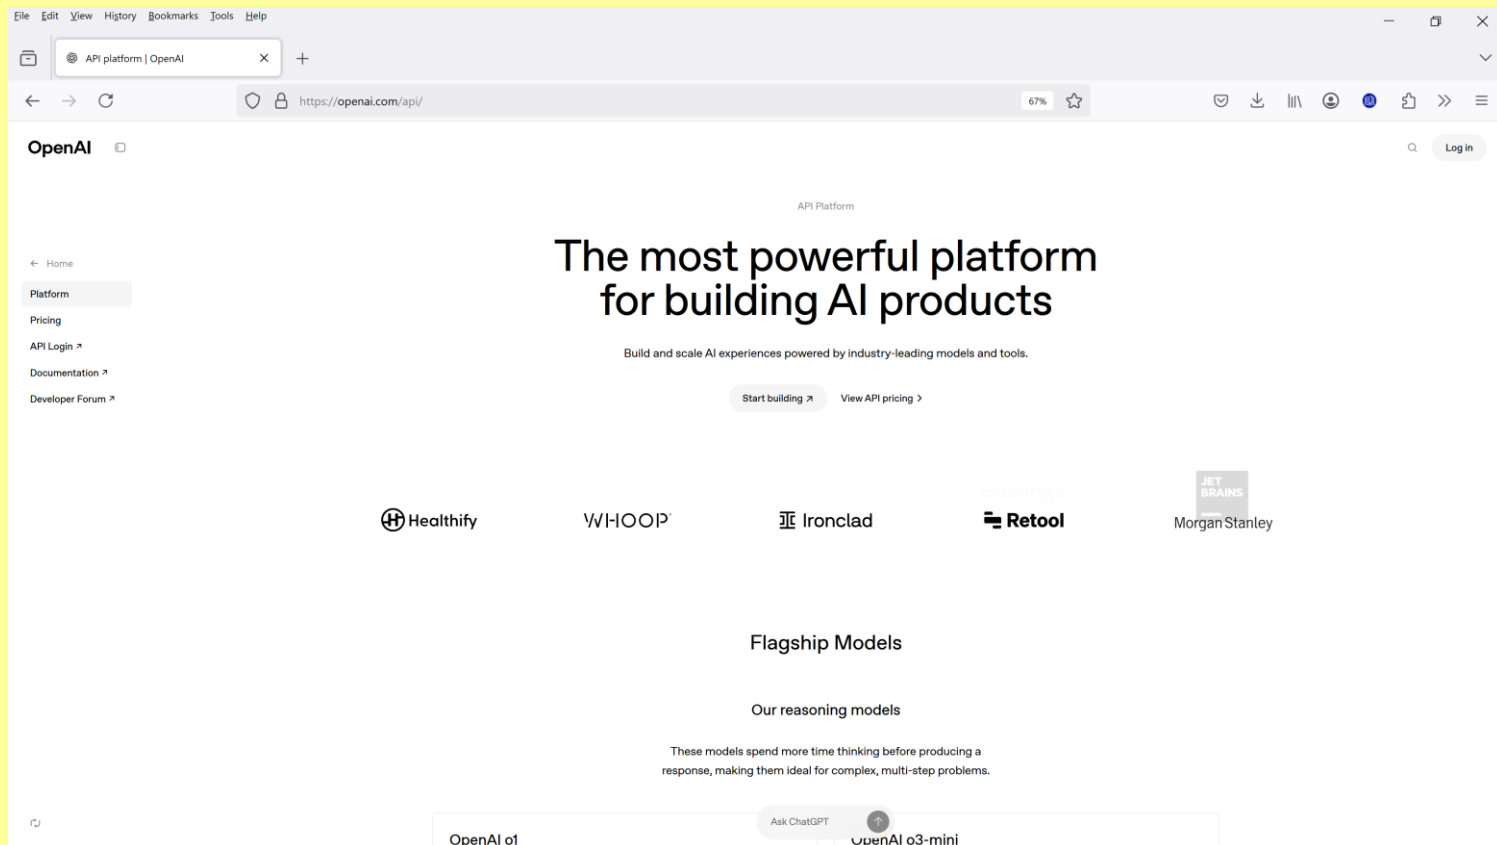 File Edit View History Bookmarks Tools Help
API platform | OpenAI
https://openai.com/api/
67%
OpenAI
Log in
API Platform
The most powerful platform
for building AI products
Build and scale AI experiences powered by industry-leading models and tools.
Start building ↗ View API pricing >
← Home
Platform
Pricing
API Login ↗
Documentation ↗
Developer Forum ↗
Healthify
WHOOP
Ironclad
duolingo
Retool
JET
BRAINS
Morgan Stanley
Flagship Models
Our reasoning models
These models spend more time thinking before producing a
response, making them ideal for complex, multi-step problems.
Ask ChatGPT
OpenAI o1
OpenAI o3-mini